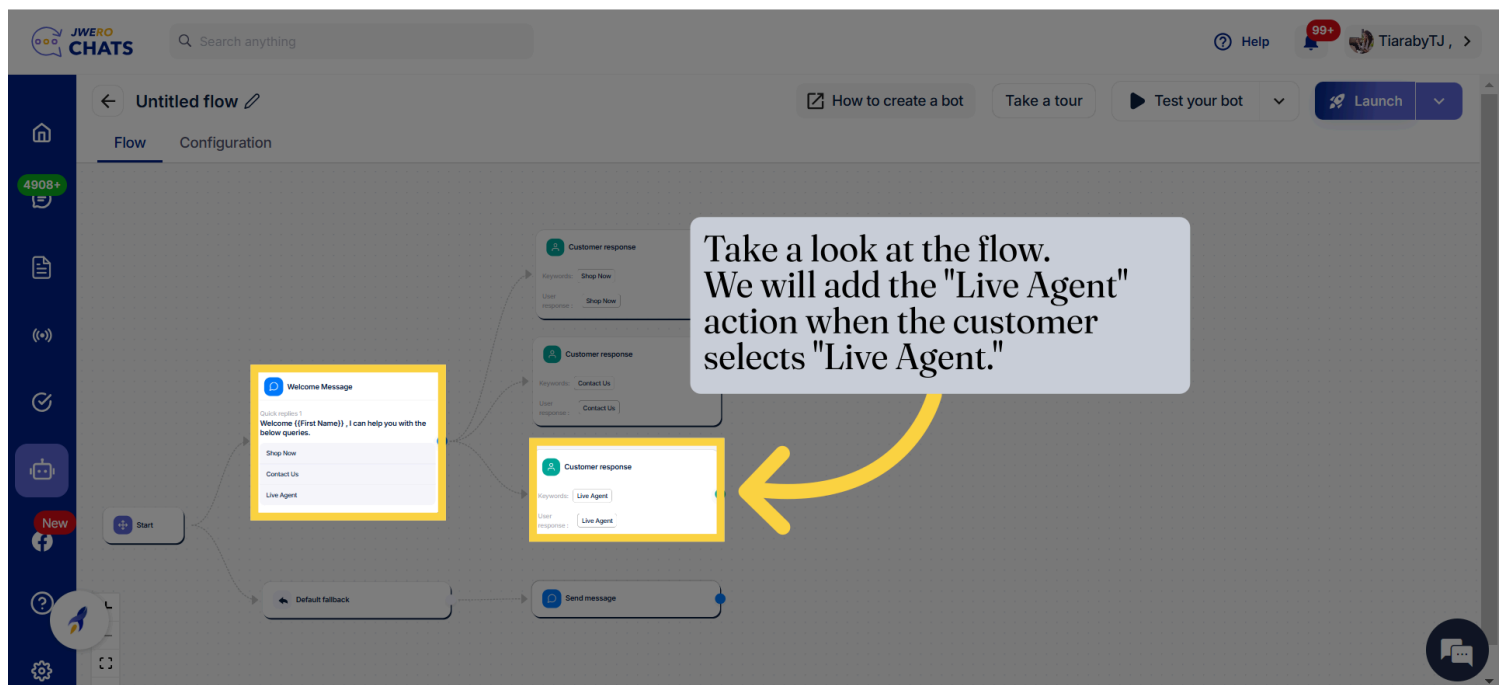 JWERO
CHATS
Search anything
Help
99+
TiarabyTJ ,
Untitled flow
How to create a bot
Take a tour
Test your bot
Launch
Flow
Configuration
4908+
Take a look at the flow.
We will add the "Live Agent"
action when the customer
selects "Live Agent."
Customer response
Keywords: Shop Now
User
response : Shop Now
Customer response
Keywords: Contact Us
User
response : Contact Us
Welcome Message
Quick replies 1
Welcome {{First Name}} , I can help you with the
below queries.
Shop Now
Contact Us
Live Agent
Customer response
Keywords: Live Agent
User
response : Live Agent
New
Start
Default fallback
Send message